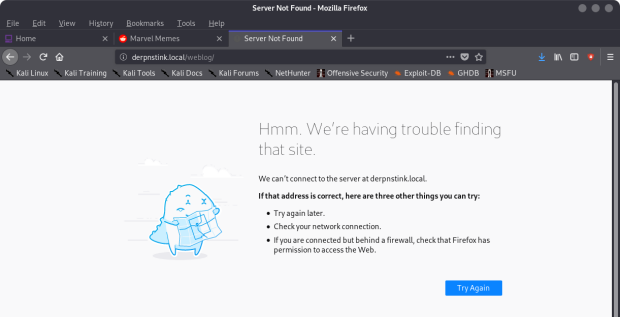 Server Not Found - Mozilla Firefox
File Edit View History Bookmarks Tools Help
Home Marvel Memes Server Not Found
derpnstink.local/weblog/
Kali Linux Kali Training Kali Tools Kali Docs Kali Forums NetHunter Offensive Security Exploit-DB GHDB MSFU
Hmm. We're having trouble finding
that site.
We can't connect to the server at derpnstink.local.
If that address is correct, here are three other things you can try:
Try again later.
Check your network connection.
If you are connected but behind a firewall, check that Firefox has
permission to access the Web.
Try Again